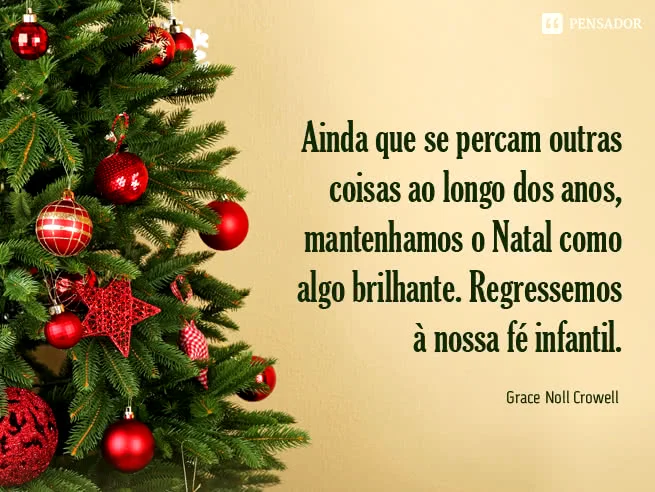 PENSADOR
Ainda que se percam outras
coisas ao longo dos anos,
mantenhamos o Natal como
algo brilhante. Regressemos
à nossa fé infantil.
Grace Noll Crowell